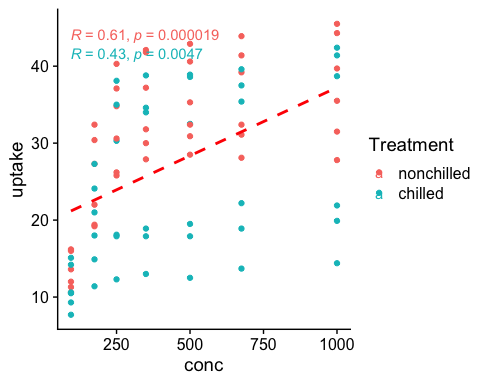 R = 0.61, p = 0.000019
R = 0.43, p = 0.0047
40
30
20
10
uptake
250
500
750
1000
conc
Treatment
a nonchilled
a chilled